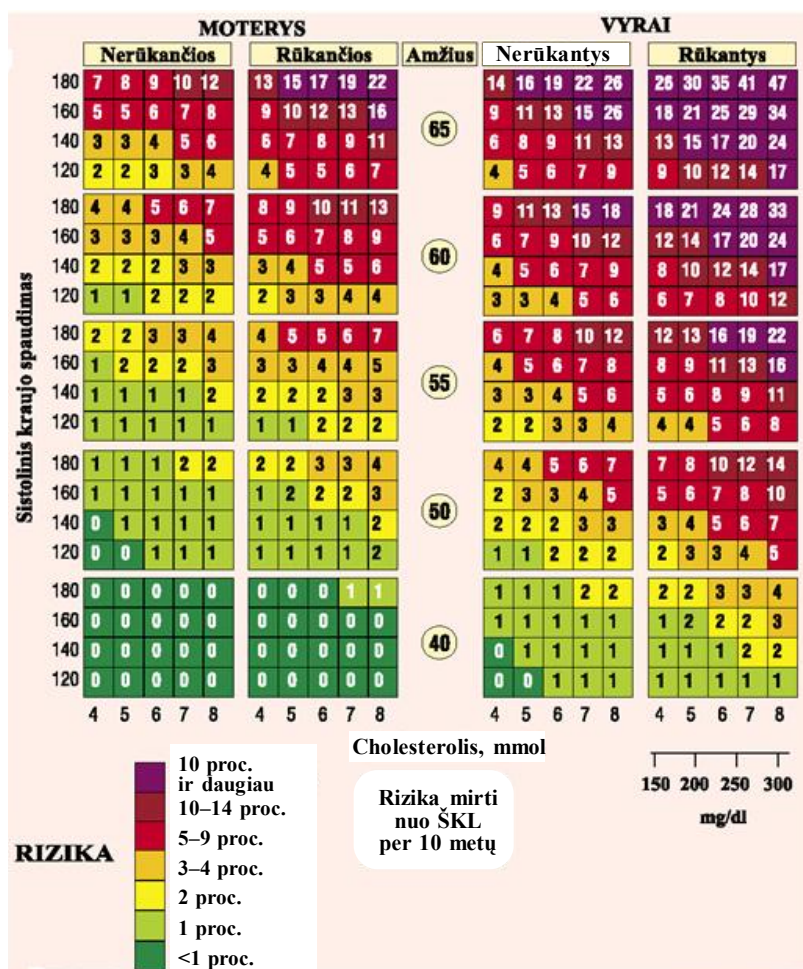 MOTERYS VYRAI
Nerūkančios Rūkančios Amžius Nerūkantys Rūkantys
Sistolinis kraujo spaudimas
180 7 8 9 10 12 13 15 17 19 22 14 16 19 22 26 26 30 35 41 47
160 5 5 6 7 8 9 10 12 13 16 9 11 13 15 26 18 21 25 29 34
65
140 3 3 4 5 6 6 7 8 9 11 6 8 9 11 13 13 15 17 20 24
120 2 2 3 3 4 4 5 5 6 7 4 5 6 7 9 9 10 12 14 17
180 4 4 5 6 7 8 9 10 11 13 9 11 13 15 18 18 21 24 28 33
160 3 3 3 4 5 5 6 7 8 9 6 7 9 10 12 12 14 17 20 24
60
140 2 2 2 3 3 3 4 5 5 6 4 5 6 7 9 8 10 12 14 17
120 1 1 2 2 2 2 3 3 4 4 3 3 4 5 6 6 7 8 10 12
180 2 2 3 3 4 4 5 5 6 7 6 7 8 10 12 12 13 16 19 22
160 1 2 2 2 3 3 3 4 4 5 4 5 6 7 8 8 9 11 13 16
55
140 1 1 1 1 2 2 2 2 3 3 3 3 4 5 6 5 6 8 9 11
120 1 1 1 1 1 1 1 2 2 2 2 2 3 3 4 4 4 5 6 8
180 1 1 1 2 2 2 2 3 3 4 4 4 5 6 7 7 8 10 12 14
160 1 1 1 1 1 1 2 2 2 3 2 3 3 4 5 5 6 7 8 10
50
140 0 1 1 1 1 1 1 1 1 2 2 2 2 3 3 3 4 5 6 7
120 0 0 1 1 1 1 1 1 1 2 1 1 2 2 2 2 3 3 4 5
180 0 0 0 0 0 0 0 0 1 1 1 1 1 2 2 2 2 3 3 4
160 0 0 0 0 0 0 0 0 0 0 1 1 1 1 1 1 2 2 2 3
40
140 0 0 0 0 0 0 0 0 0 0 0 1 1 1 1 1 1 1 2 2
120 0 0 0 0 0 0 0 0 0 0 0 0 1 1 1 1 1 1 1 1
4 5 6 7 8 4 5 6 7 8 4 5 6 7 8 4 5 6 7 8
Cholesterolis, mmol
150 200 250 300
mg/dl
Rizika mirti
nuo ŠKL
per 10 metų
RIZIKA
10 proc.
ir daugiau
10–14 proc.
5–9 proc.
3–4 proc.
2 proc.
1 proc.
<1 proc.